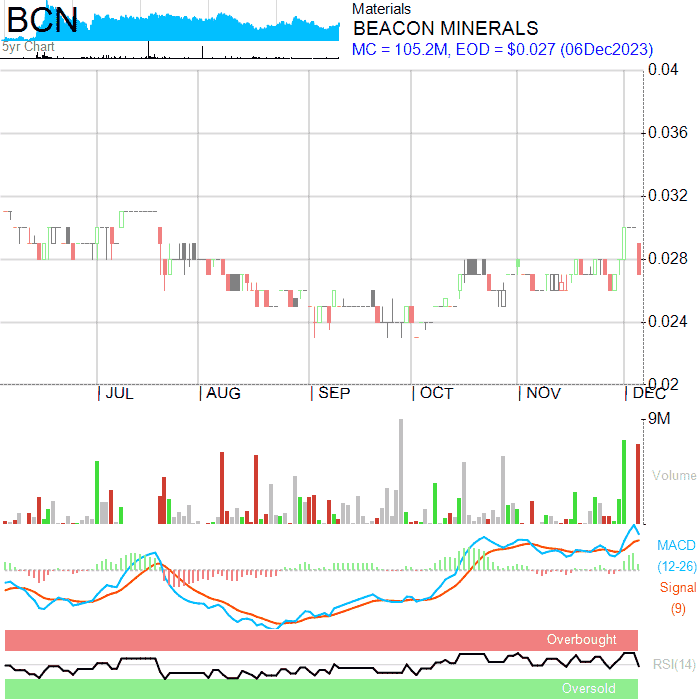 BCN
5yr Chart
Materials
BEACON MINERALS
MC = 105.2M, EOD = $0.027 (06Dec2023)
0.04
0.036
0.032
0.028
0.024
0.02
JUL AUG SEP OCT NOV DEC
9M
Volume
MACD
(12-26)
Signal
(9)
Overbought
RSI(14)
Oversold